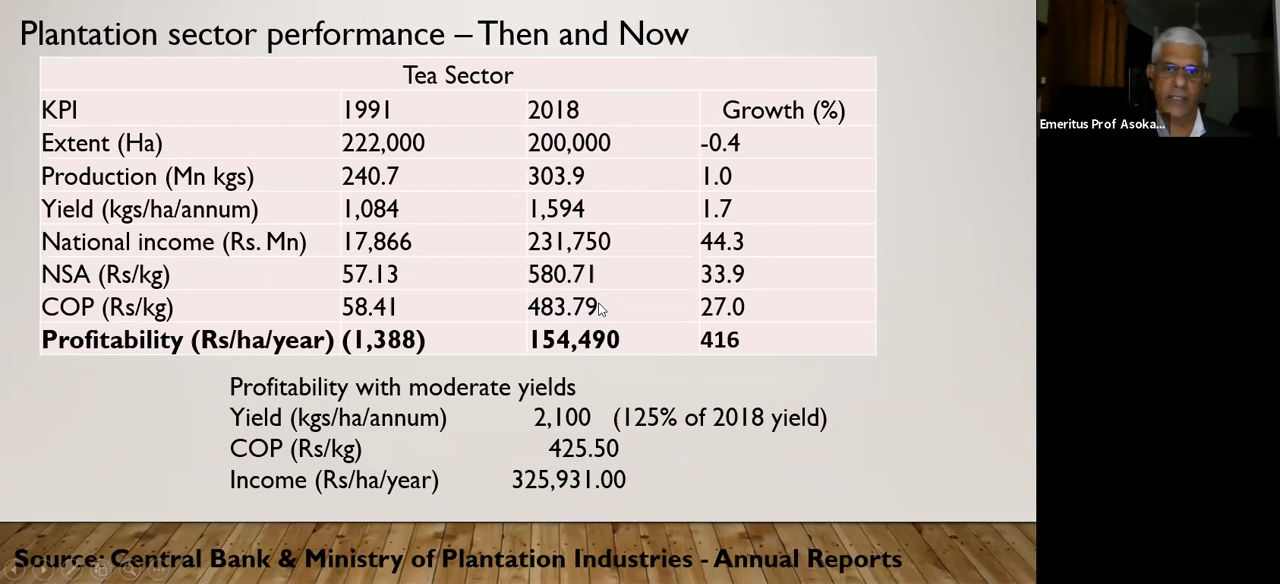 Plantation sector performance – Then and Now
Tea Sector
KPI 1991 2018 Growth (%)
Extent (Ha) 222,000 200,000 -0.4
Production (Mn kgs) 240.7 303.9 1.0
Yield (kgs/ha/annum) 1,084 1,594 1.7
National income (Rs. Mn) 17,866 231,750 44.3
NSA (Rs/kg) 57.13 580.71 33.9
COP (Rs/kg) 58.41 483.79 27.0
Profitability (Rs/ha/year) (1,388) 154,490 416
Profitability with moderate yields
Yield (kgs/ha/annum) 2,100 (125% of 2018 yield)
COP (Rs/kg) 425.50
Income (Rs/ha/year) 325,931.00
Source: Central Bank & Ministry of Plantation Industries - Annual Reports
Emeritus Prof Asoka...